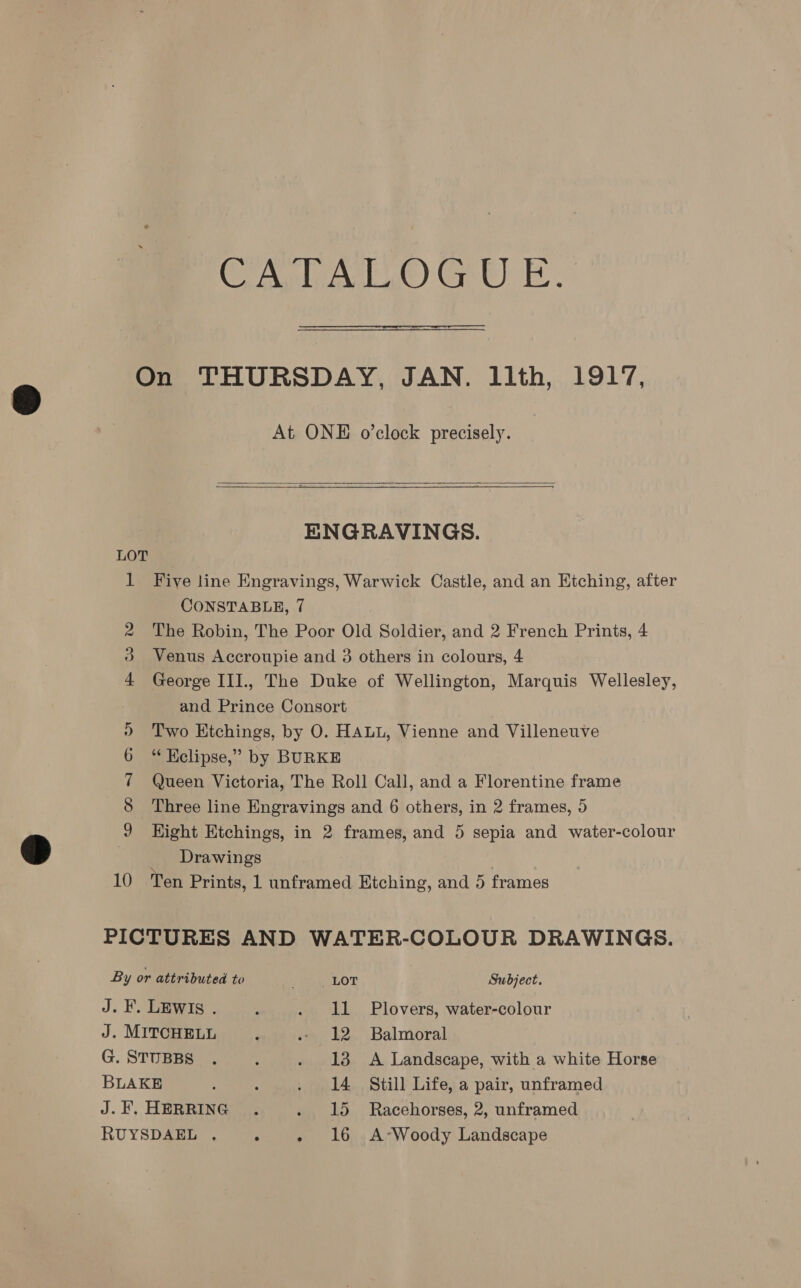 CATALOGUE.
On THURSDAY, JAN. 11th, 1917,
At ONE o'clock precisely.
ENGRAVINGS.
LOT
1 Five line Engravings, Warwick Castle, and an Etching, after
CONSTABLE, 7
2 The Robin, The Poor Old Soldier, and 2 French Prints, 4
3 Venus Accroupie and 3 others in colours, 4
4 George III., The Duke of Wellington, Marquis Wellesley,
and Prince Consort
5 Two Etchings, by O. HALL, Vienne and Villeneuve
6 “Eclipse,” by BURKE
7 Queen Victoria, The Roll Call, and a Florentine frame
8 Three line Engravings and 6 others, in 2 frames, 5
9 Eight Etchings, in 2 frames, and 5 sepia and water-colour
Drawings
10 Ten Prints, 1 unframed Etching, and 5 frames
PICTURES AND WATER-COLOUR DRAWINGS.
By or attributed to LOT Subject.
J. F. LEWIS . . . 11 Plovers, water-colour
J. MITCHELL . . 12 Balmoral
G. STUBBS . . . 13 A Landscape, with a white Horse
BLAKE . . . 14 Still Life, a pair, unframed
J. F. HERRING . . 15 Racehorses, 2, unframed
RUYSDAEL . . . 16 A Woody Landscape